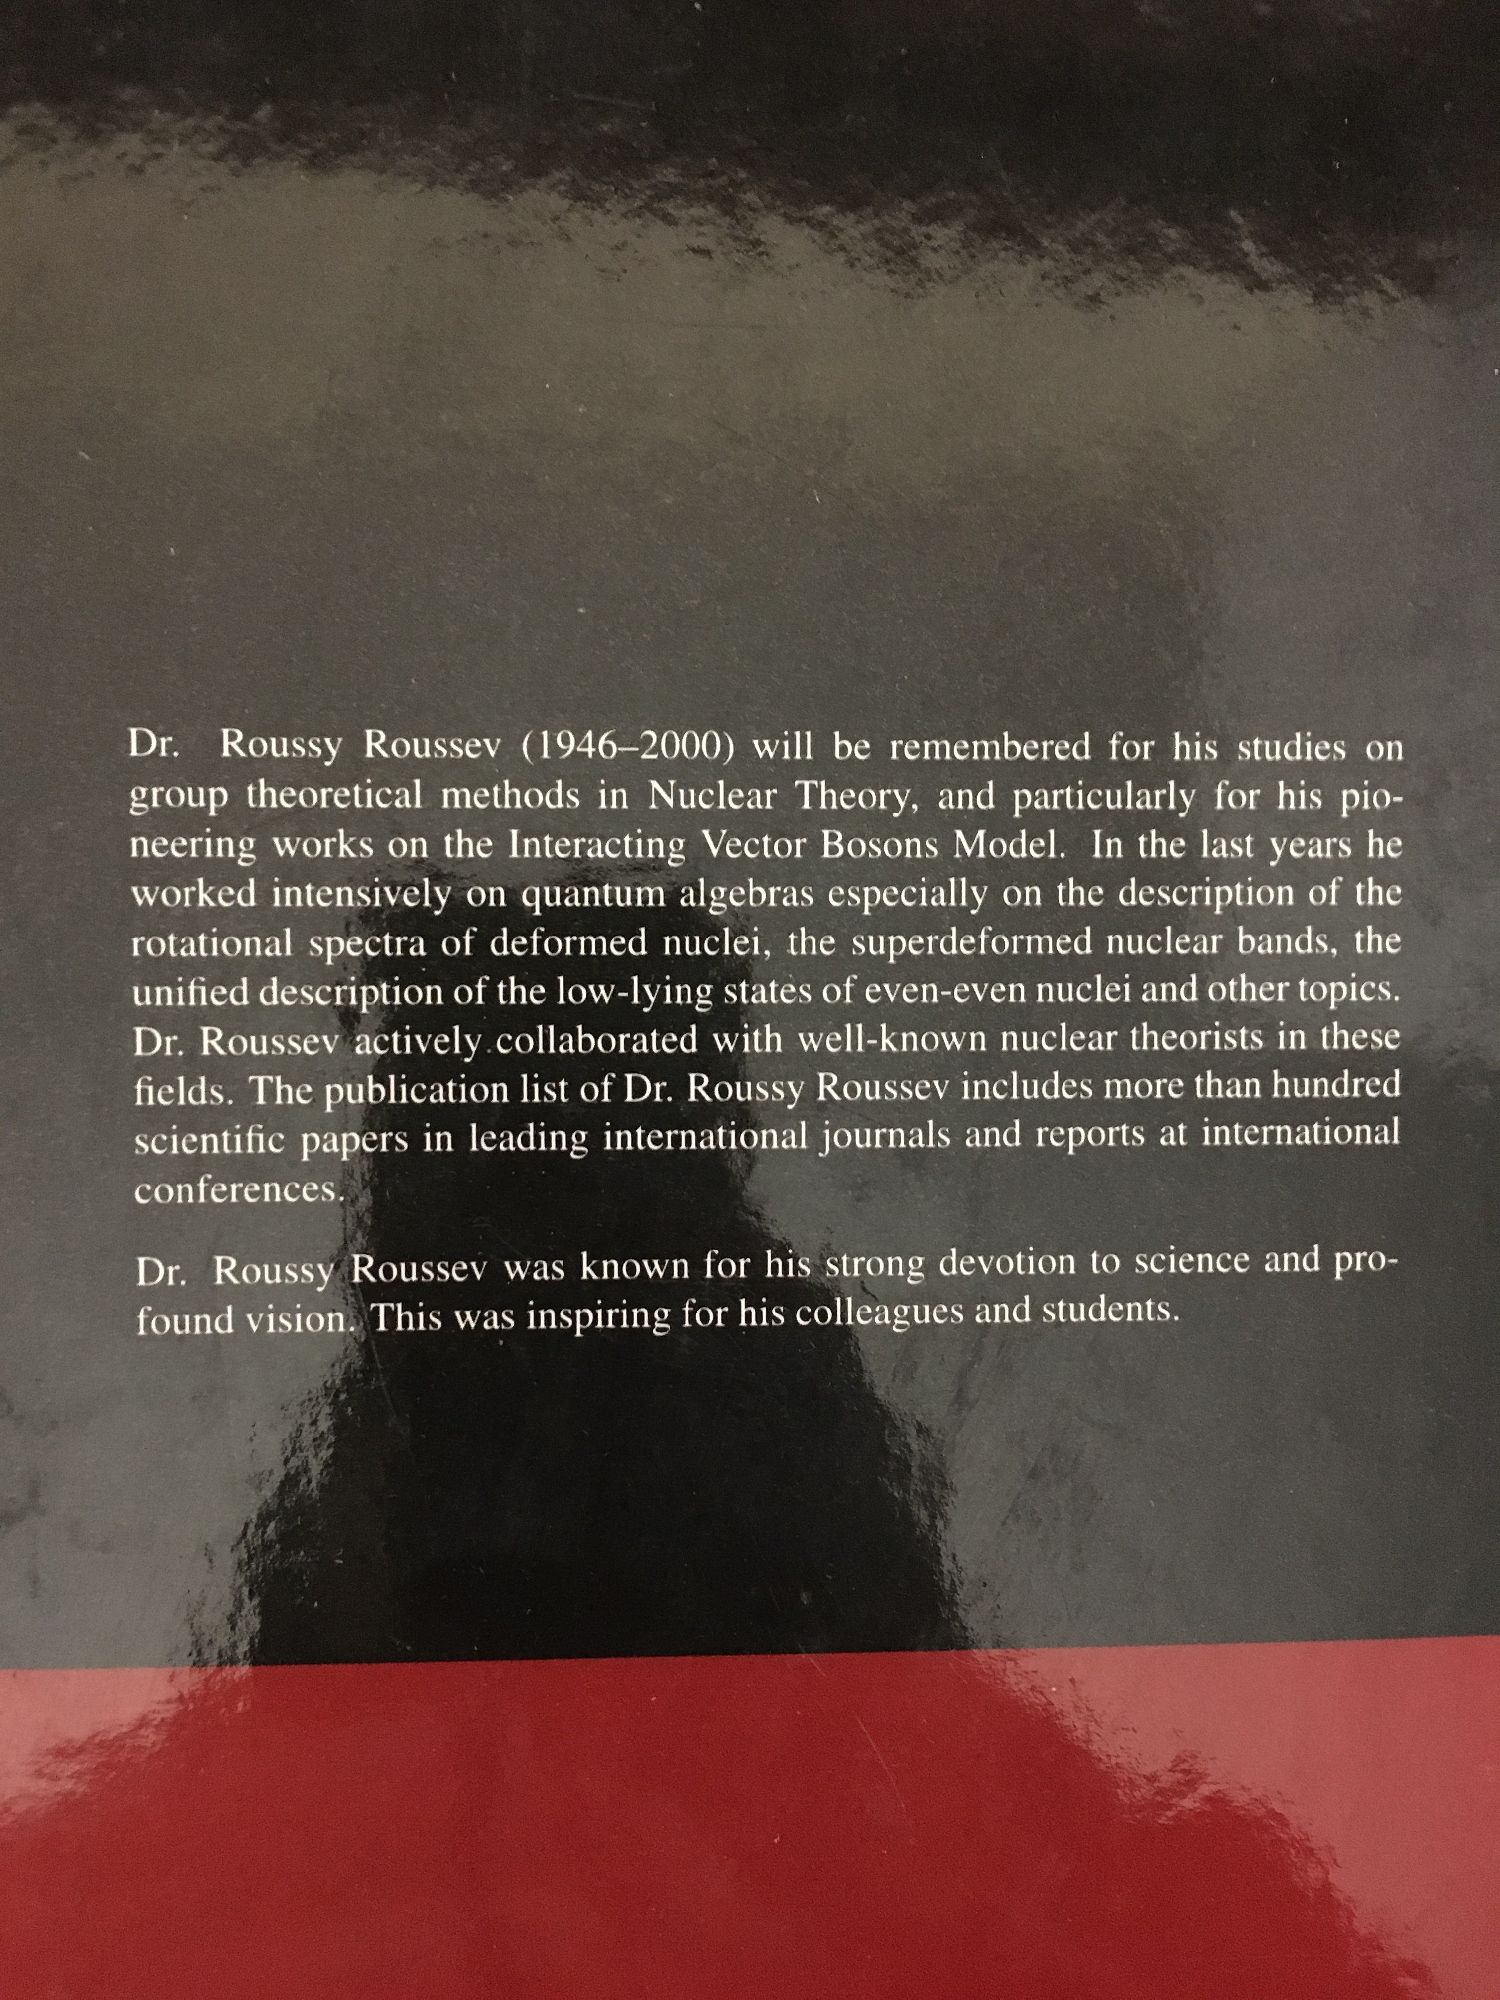 Dr. Roussy Roussev (1946–2000) will be remembered for his studies on
group theoretical methods in Nuclear Theory, and particularly for his pio-
neering works on the Interacting Vector Bosons Model. In the last years he
worked intensively on quantum algebras especially on the description of the
rotational spectra of deformed nuclei, the superdeformed nuclear bands, the
unified description of the low-lying states of even-even nuclei and other topics.
Dr. Roussev actively collaborated with well-known nuclear theorists in these
fields. The publication list of Dr. Roussy Roussev includes more than hundred
scientific papers in leading international journals and reports at international
conferences.
Dr. Roussy Roussev was known for his strong devotion to science and pro-
found vision. This was inspiring for his colleagues and students.